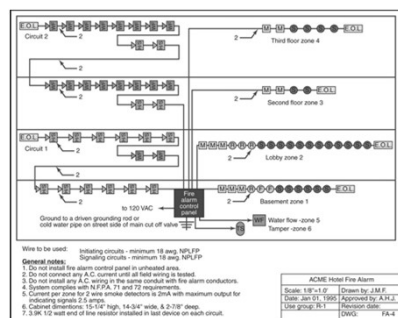 E.O.L
Circuit 2
2
2
M M S S S S S S E.O.L
2
Third floor zone 4
2
M M S S S S S S E.O.L
2
Second floor zone 3
E.O.L
Circuit 1
2
2
E.O.L
2
Lobby zone 2
2
M M M R F F
E.O.L
2
Basement zone 1
Fire
alarm
control
panel
to 120 VAC
Ground to a driven grounding rod or
cold water pipe on street side of main cut off valve
WF
Water flow -zone 5
TS
Tamper -zone 6
Wire to be used:
Initiating circuits - minimum 18 awg. NPLFP
Signaling circuits - minimum 18 awg. NPLFP
General notes:
1. Do not install fire alarm control panel in unheated area.
2. Do not connect any A.C. current until all field wiring is tested.
3. Do not install any A.C. wiring in the same conduit with fire alarm conductors.
4. System complies with N.F.P.A. 71 and 72 requirements.
5. Current per zone for 2 wire smoke detectors is 2mA with maximum output for
indicating signals 2.5 amps.
6. Cabinet dimentions: 15-1/4" high, 14-3/4" wide, & 2-7/8" deep.
7. 3.9K 1/2 watt end of line resistor installed in last device on each circuit.
ACME Hotel Fire Alarm
Scale: 1/8"=1.0'
Drawn by: J.M.F.
Date: Jan 01, 1995
Approved by: A.H.J.
Use group: R-1
Revision date:
DWG:
FA-4